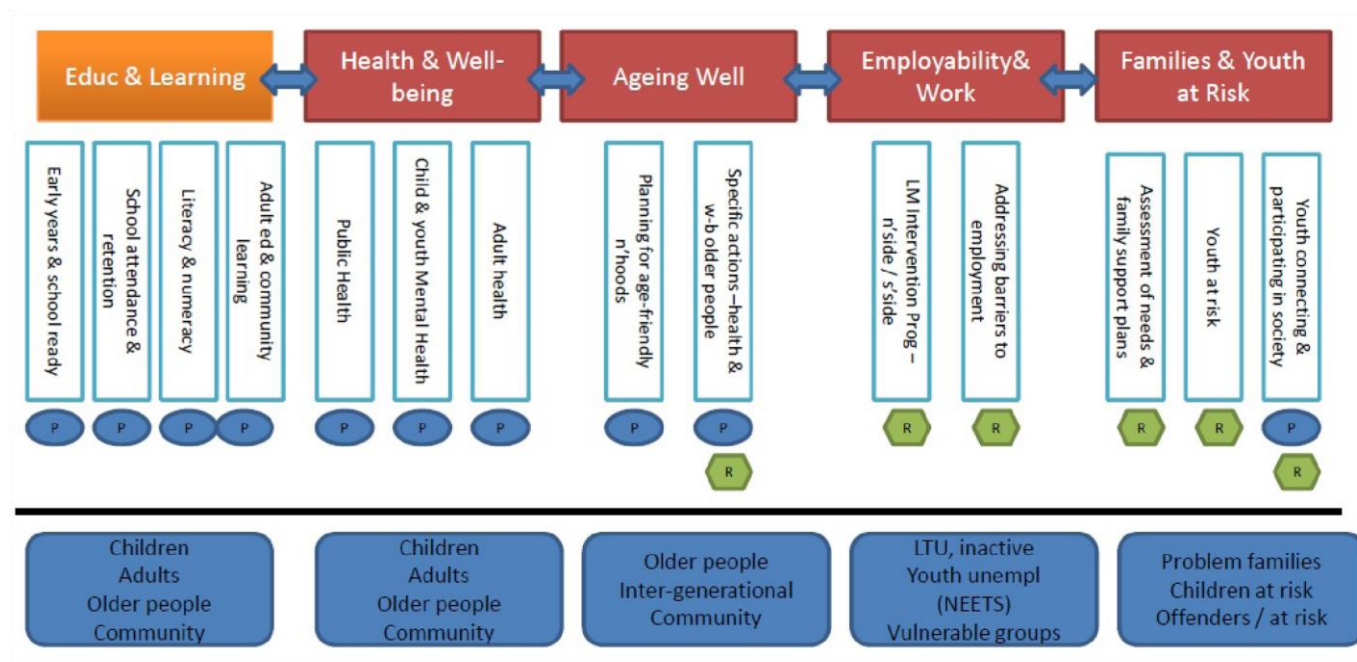 Educ & Learning
Health & Well-
being
Ageing Well
Employability&
Work
Families & Youth
at Risk
Early years & school ready
School attendance &
retention
Literacy & numeracy
Adult ed & community
learning
Public Health
Child & youth Mental Health
Adult health
Planning for age-friendly
n'hoods
Specific actions –health &
w-b older people
LM Intervention Prog –
n'side / s'side
Addressing barriers to
employment
Assessment of needs &
family support plans
Youth at risk
Youth connecting &
participating in society
P
P
P
P
P
P
P
P
P
R
R
R
R
P
R
R
Children
Adults
Older people
Community
Children
Adults
Older people
Community
Older people
Inter-generational
Community
LTU, inactive
Youth unempl
(NEETS)
Vulnerable groups
Problem families
Children at risk
Offenders / at risk